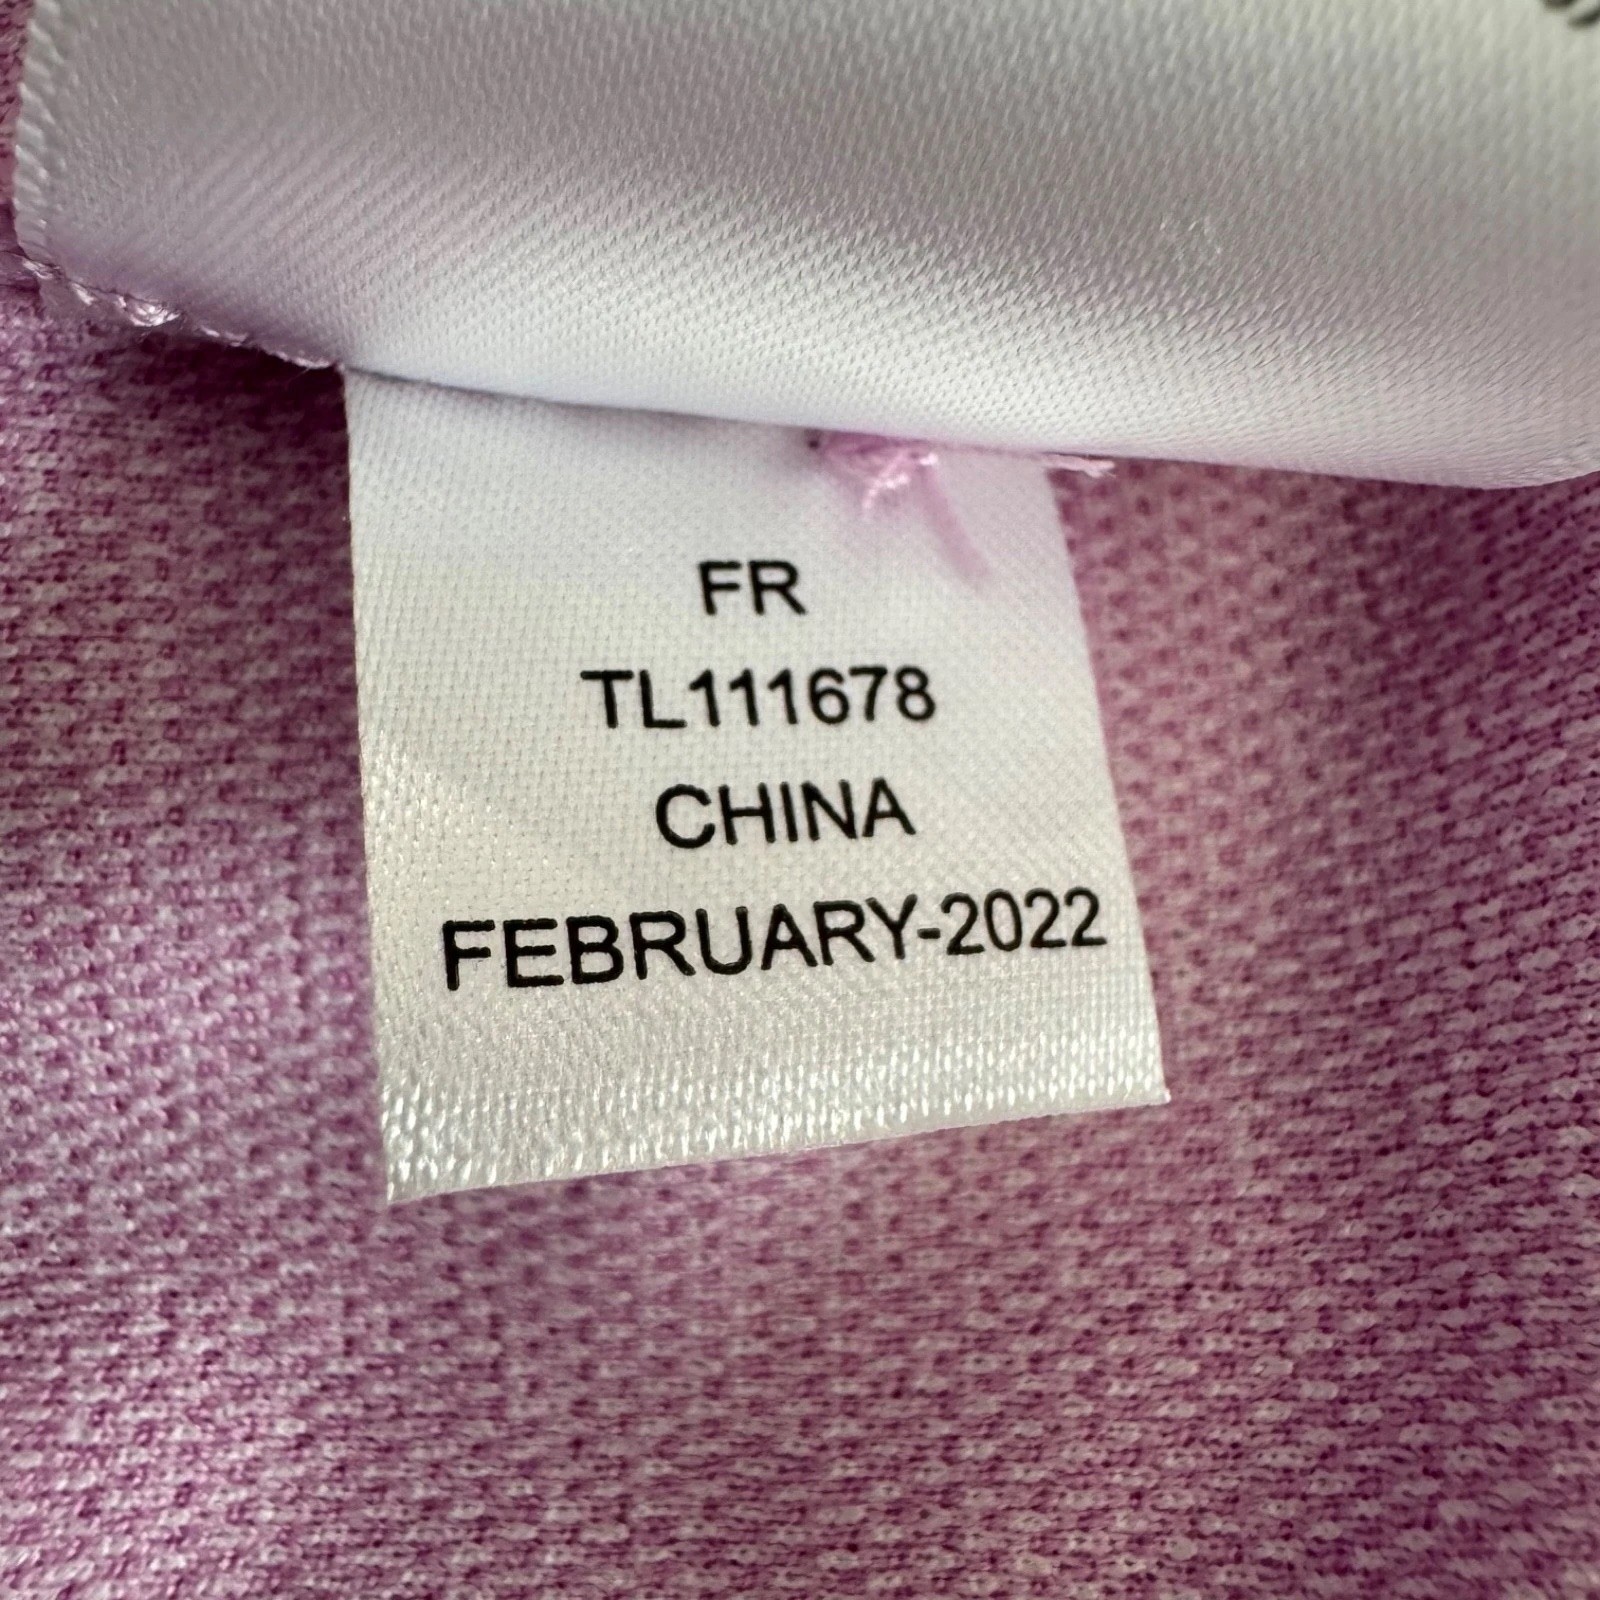 FR
TL111678
CHINA
FEBRUARY-2022